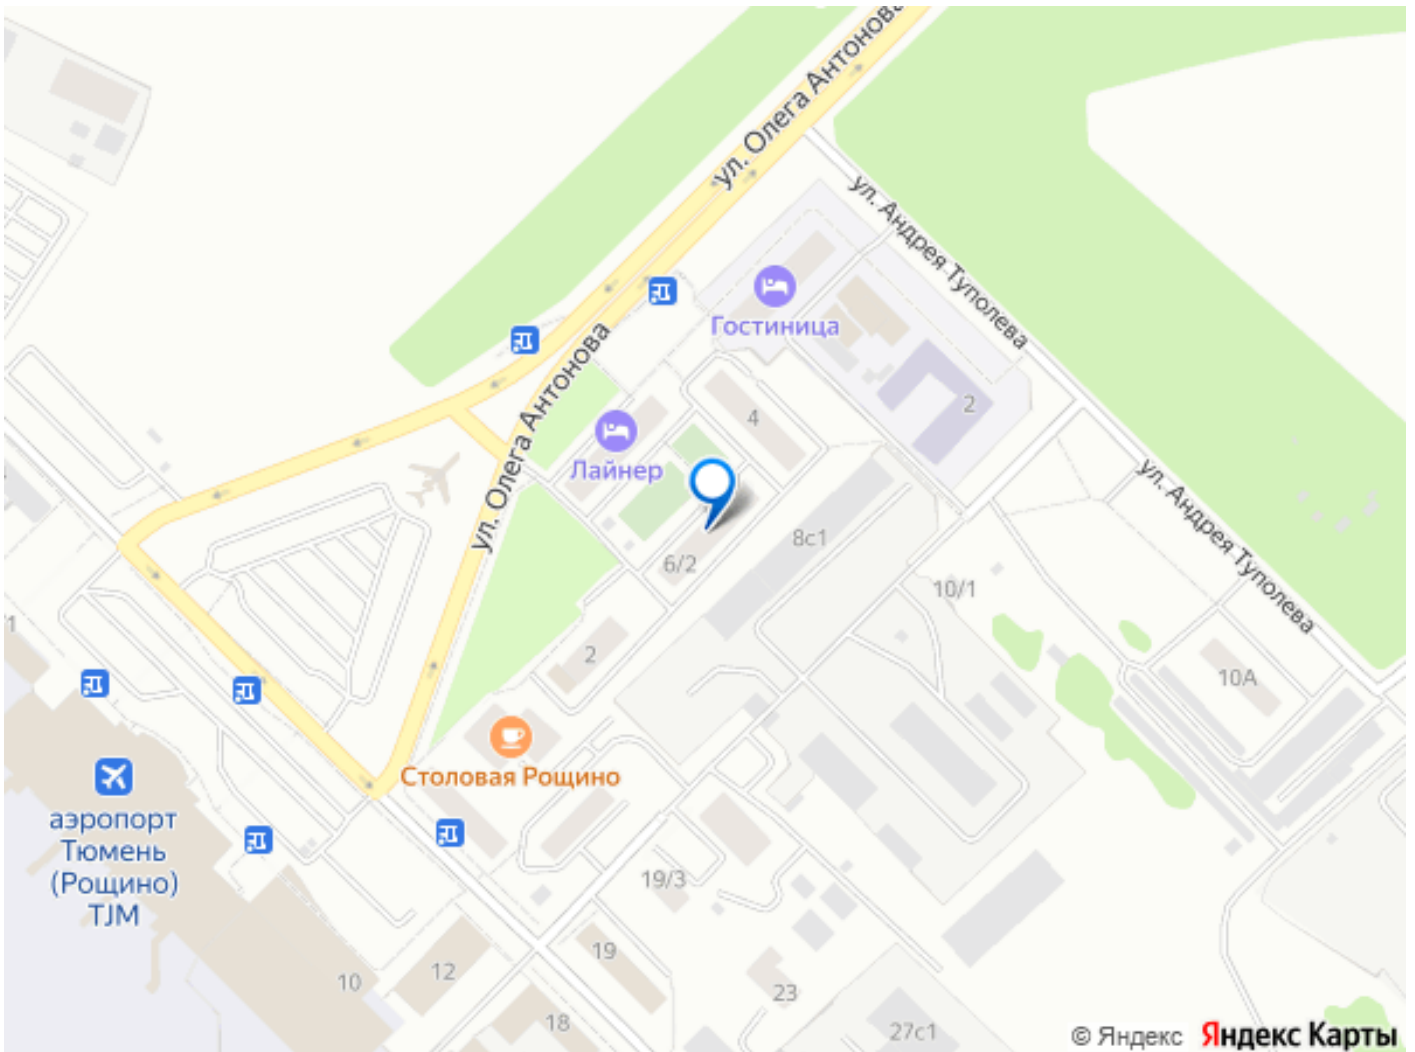 ул. Олега Антонова
ул. Андрея Туполева
Гостиница
ул. Олега Антонова
4
2
Лайнер
ул. Андрея Туполева
8с1
6/2
10/1
/1
2
10А
Столовая Рощино
аэропорт
Тюмень
(Рощино)
TJM
19/3
19
12
10
23
18
27с1
© Яндекс Яндекс Карты